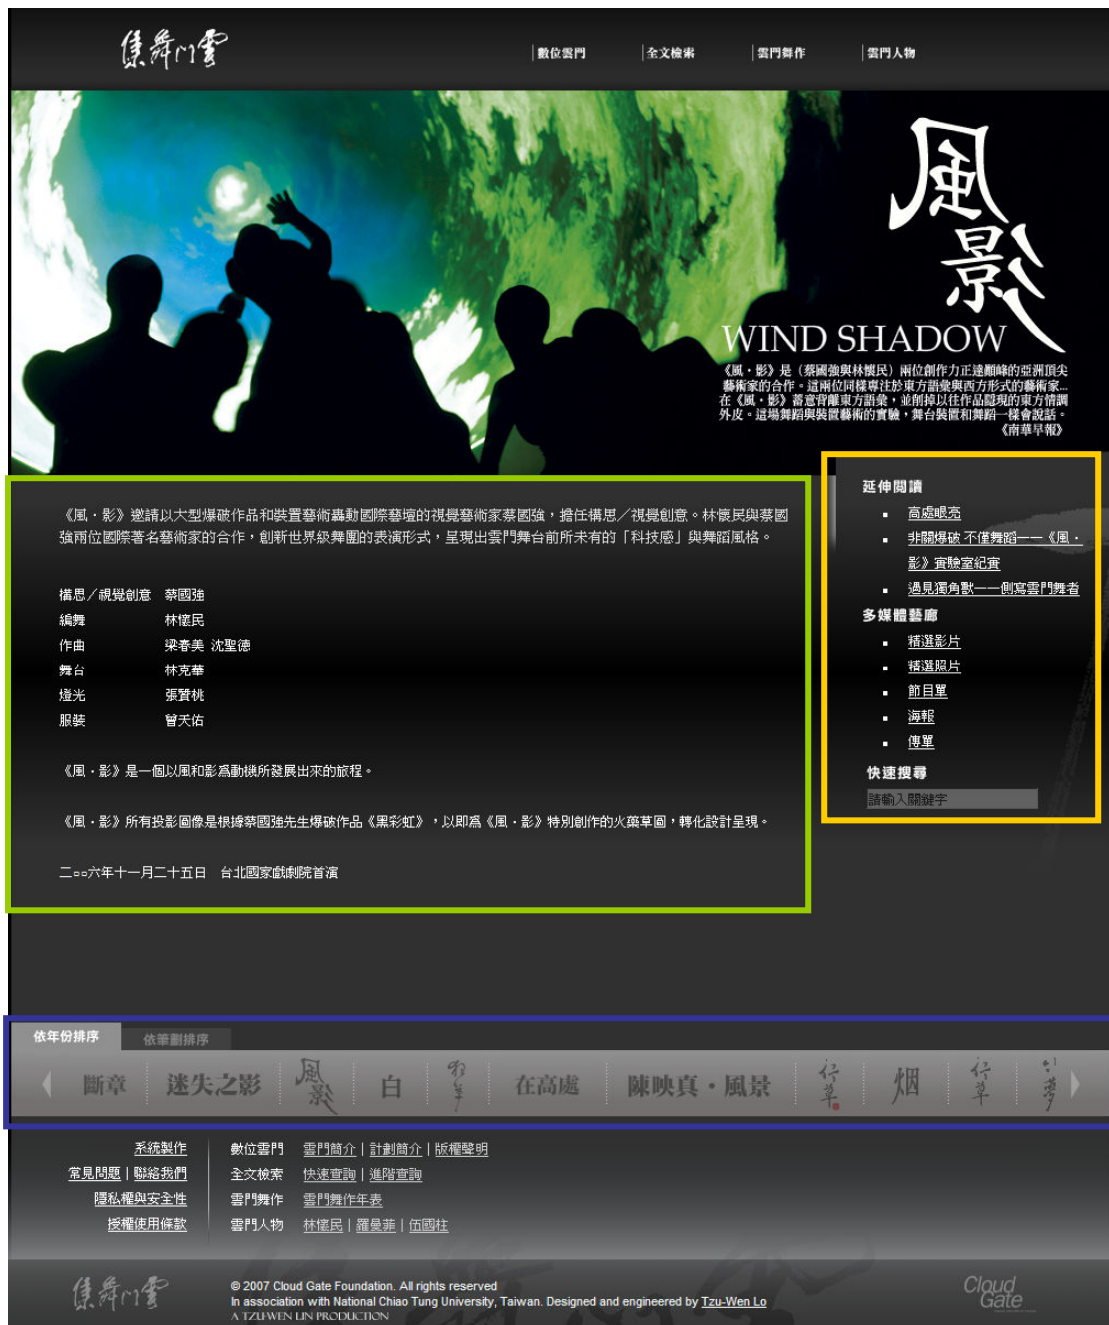 雲門舞集
數位雲門
全文檢索
雲門舞作
雲門人物
風影
WIND SHADOW
《風・影》是（蔡國強與林懷民）兩位創作力正達巔峰的亞洲頂尖
藝術家的合作。這兩位同樣專注於東方語彙與西方形式的藝術家...
在《風・影》蓄意背離東方語彙，並削掉以往作品隱現的東方情調
外皮。這場舞蹈與裝置藝術的實驗，舞台裝置和舞蹈一樣會說話。
《南華早報》
《風・影》邀請以大型爆破作品和裝置藝術轟動國際藝壇的視覺藝術家蔡國強，擔任構思／視覺創意。林懷民與蔡國
強兩位國際著名藝術家的合作，創新世界級舞團的表演形式，呈現出雲門舞台前所未有的「科技感」與舞蹈風格。
構思／視覺創意 蔡國強
編舞 林懷民
作曲 梁春美 沈聖德
舞台 林克華
燈光 張贊桃
服裝 曾天佑
《風・影》是一個以風和影爲動機所發展出來的旅程。
《風・影》所有投影圖像是根據蔡國強先生爆破作品《黑彩虹》，以即爲《風・影》特別創作的火藥草圖，轉化設計呈現。
二○○六年十一月二十五日 台北國家戲劇院首演
延伸閱讀
高處眼亮
非關爆破 不僅舞蹈——《風・
影》實驗室紀實
遇見獨角獸——側寫雲門舞者
多媒體藝廊
精選影片
精選照片
節目單
海報
傳單
快速搜尋
請輸入關鍵字
依年份排序 依筆劃排序
斷章 迷失之影 風影 白 狂草 在高處 陳映真・風景 行草 烟 行草
系統製作
常見問題 | 聯絡我們
隱私權與安全性
授權使用條款
數位雲門 雲門簡介 | 計劃簡介 | 版權聲明
全文檢索 快速查詢 | 進階查詢
雲門舞作 雲門舞作年表
雲門人物 林懷民 | 羅曼菲 | 伍國柱
雲門舞集
© 2007 Cloud Gate Foundation. All rights reserved
In association with National Chiao Tung University, Taiwan. Designed and engineered by Tzu-Wen Lo
A TZU-WEN LIN PRODUCTION
Cloud
Gate